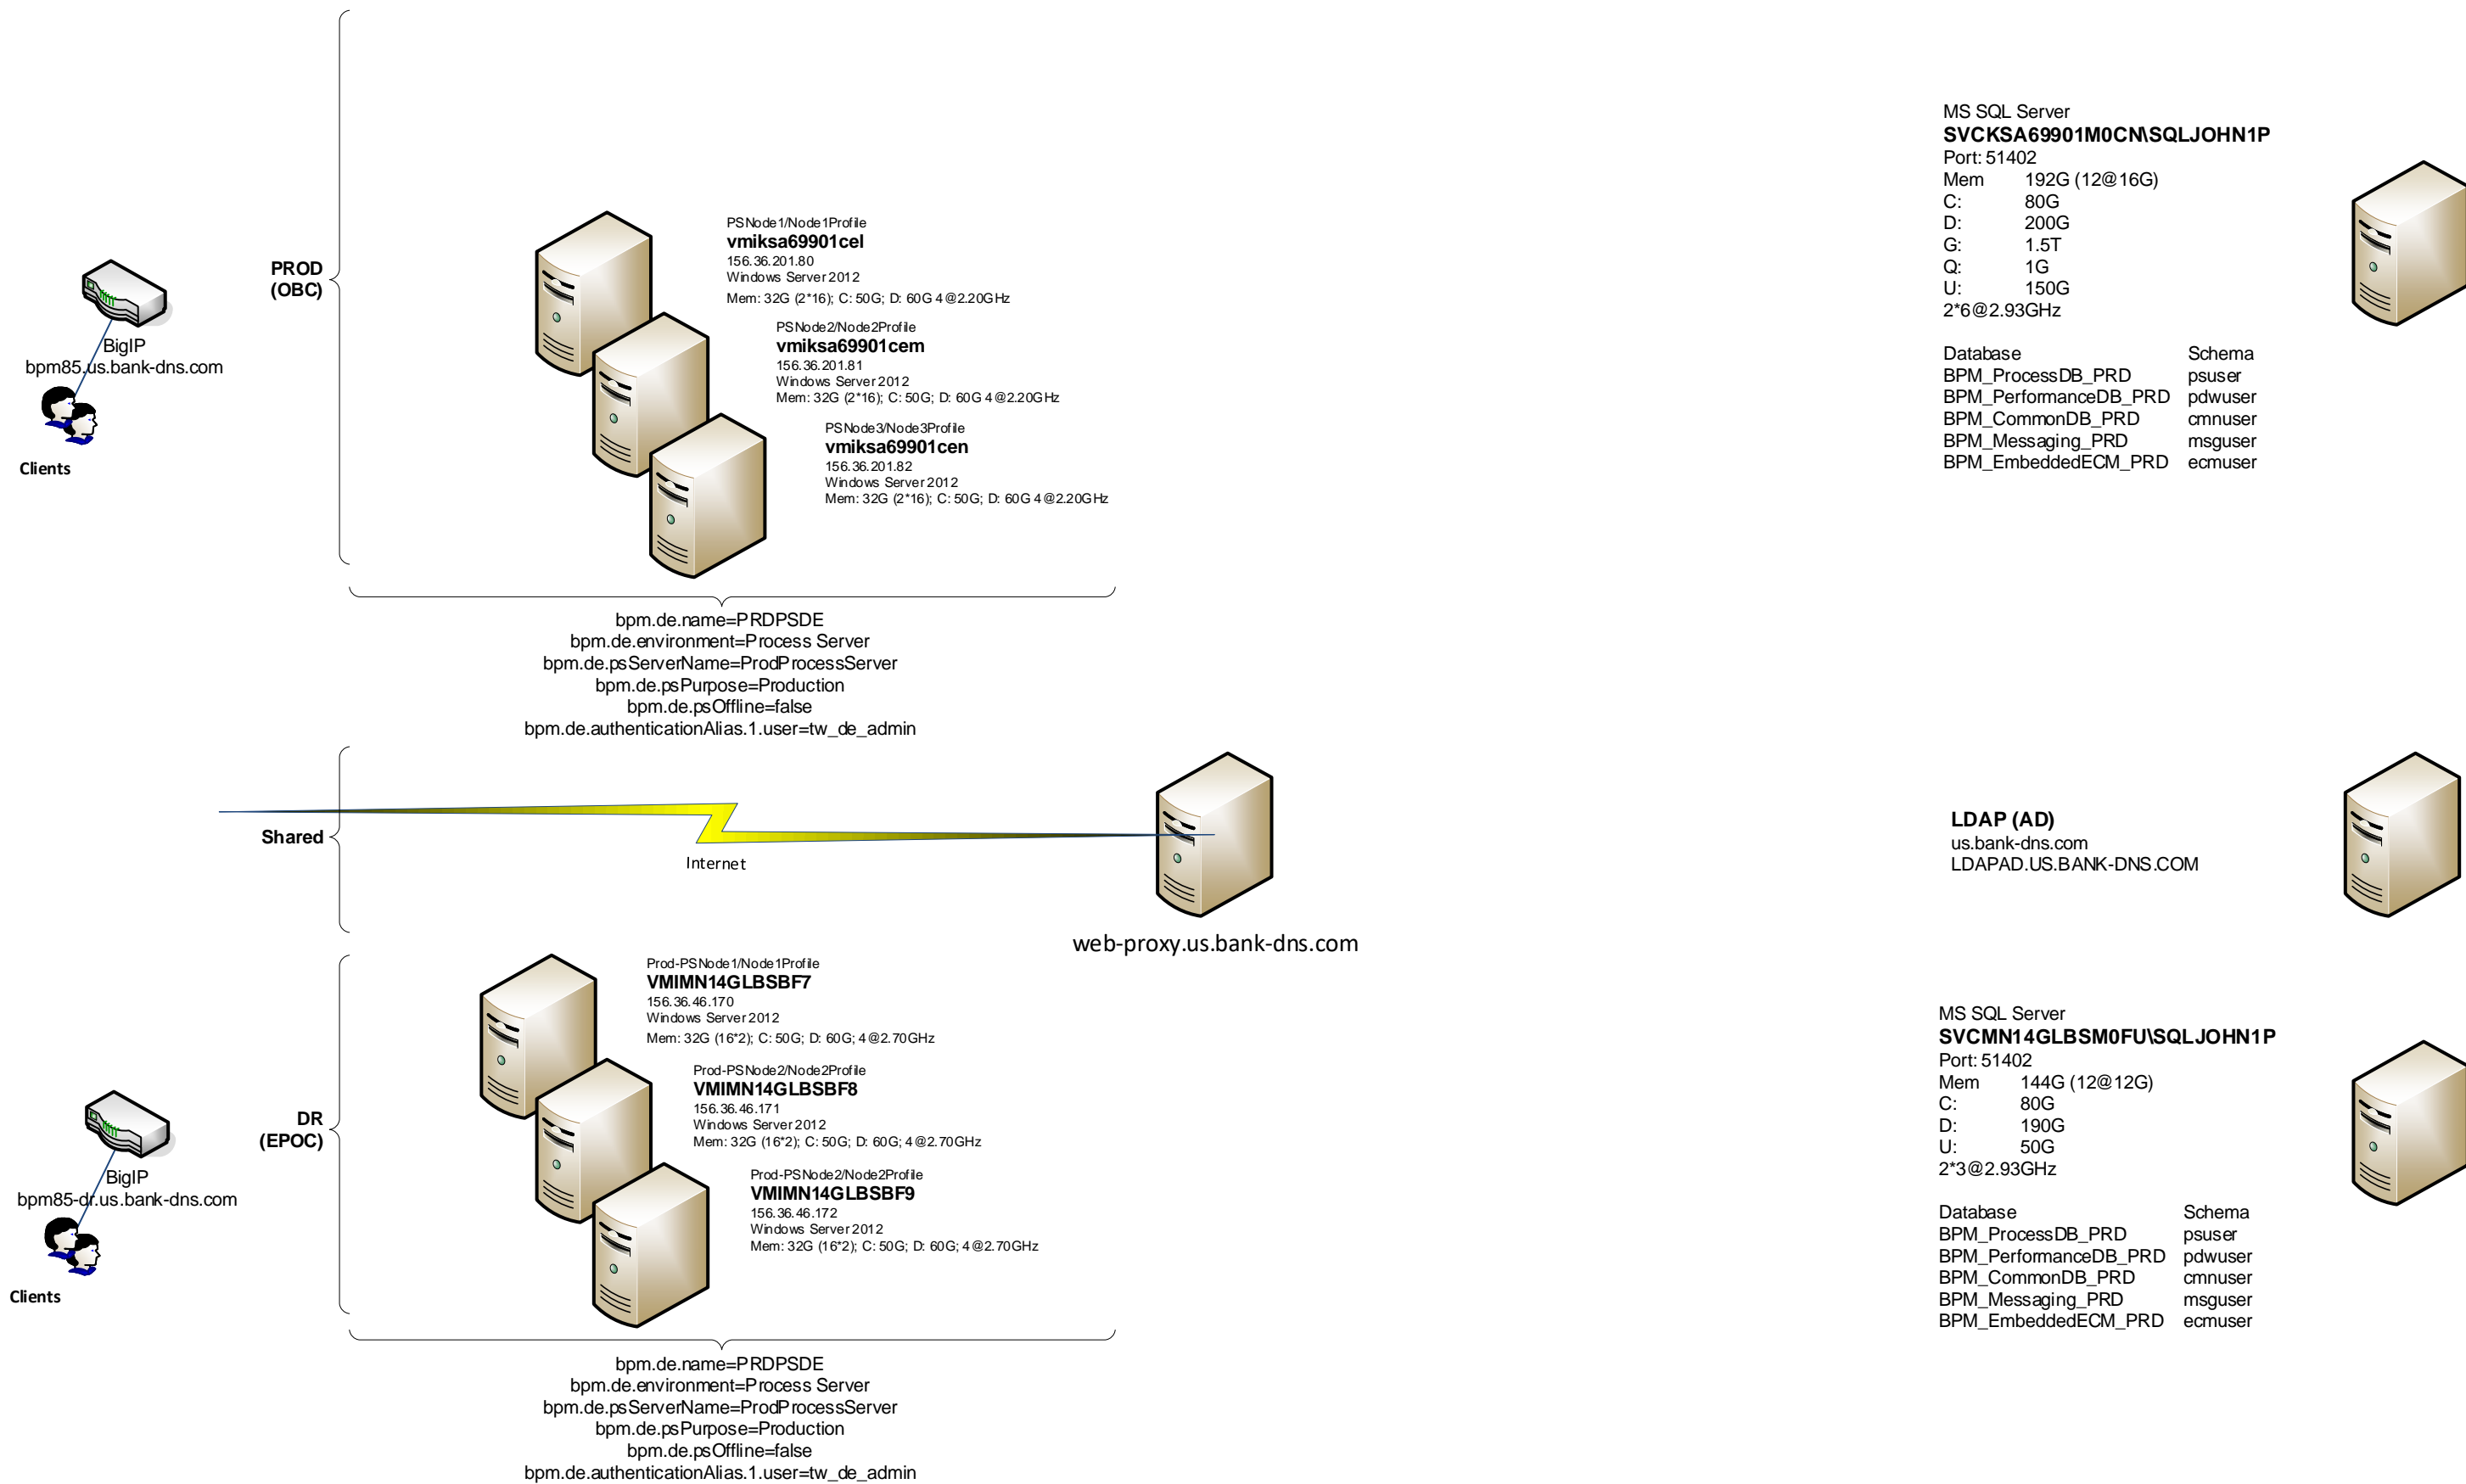 MS SQL Server
SVCKSA69901M0CN\SQLJOHN1P
Port: 51402
Mem 192G (12@16G)
C: 80G
D: 200G
G: 1.5T
Q: 1G
U: 150G
2*6@2.93GHz
Database Schema
BPM_ProcessDB_PRD psuser
BPM_PerformanceDB_PRD pdwuser
BPM_CommonDB_PRD cmnuser
BPM_Messaging_PRD msguser
BPM_EmbeddedECM_PRD ecmuser
PROD
(OBC)
BigIP
bpm85.us.bank-dns.com
Clients
PSNode1/Node1Profile
vmiksa69901cel
156.36.201.80
Windows Server 2012
Mem: 32G (2*16); C: 50G; D: 60G 4@2.20GHz
PSNode2/Node2Profile
vmiksa69901cem
156.36.201.81
Windows Server 2012
Mem: 32G (2*16); C: 50G; D: 60G 4@2.20GHz
PSNode3/Node3Profile
vmiksa69901cen
156.36.201.82
Windows Server 2012
Mem: 32G (2*16); C: 50G; D: 60G 4@2.20GHz
bpm.de.name=PRDPSDE
bpm.de.environment=Process Server
bpm.de.psServerName=ProdProcessServer
bpm.de.psPurpose=Production
bpm.de.psOffline=false
bpm.de.authenticationAlias.1.user=tw_de_admin
Shared
Internet
web-proxy.us.bank-dns.com
LDAP (AD)
us.bank-dns.com
LDAPAD.US.BANK-DNS.COM
DR
(EPOC)
BigIP
bpm85-dr.us.bank-dns.com
Clients
Prod-PSNode1/Node1Profile
VMIMN14GLBSBF7
156.36.46.170
Windows Server 2012
Mem: 32G (16*2); C: 50G; D: 60G; 4@2.70GHz
Prod-PSNode2/Node2Profile
VMIMN14GLBSBF8
156.36.46.171
Windows Server 2012
Mem: 32G (16*2); C: 50G; D: 60G; 4@2.70GHz
Prod-PSNode2/Node2Profile
VMIMN14GLBSBF9
156.36.46.172
Windows Server 2012
Mem: 32G (16*2); C: 50G; D: 60G; 4@2.70GHz
MS SQL Server
SVCMN14GLBSM0FU\SQLJOHN1P
Port: 51402
Mem 144G (12@12G)
C: 80G
D: 190G
U: 50G
2*3@2.93GHz
Database Schema
BPM_ProcessDB_PRD psuser
BPM_PerformanceDB_PRD pdwuser
BPM_CommonDB_PRD cmnuser
BPM_Messaging_PRD msguser
BPM_EmbeddedECM_PRD ecmuser
bpm.de.name=PRDPSDE
bpm.de.environment=Process Server
bpm.de.psServerName=ProdProcessServer
bpm.de.psPurpose=Production
bpm.de.psOffline=false
bpm.de.authenticationAlias.1.user=tw_de_admin